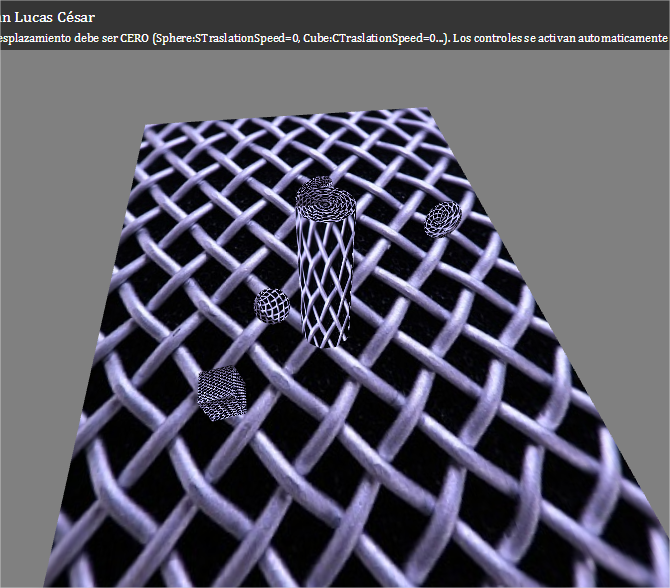 n Lucas César
esplazamiento debe ser CERO (Sphere:STraslationSpeed=0, Cube:CTraslationSpeed=0...). Los controles se activan automaticamente